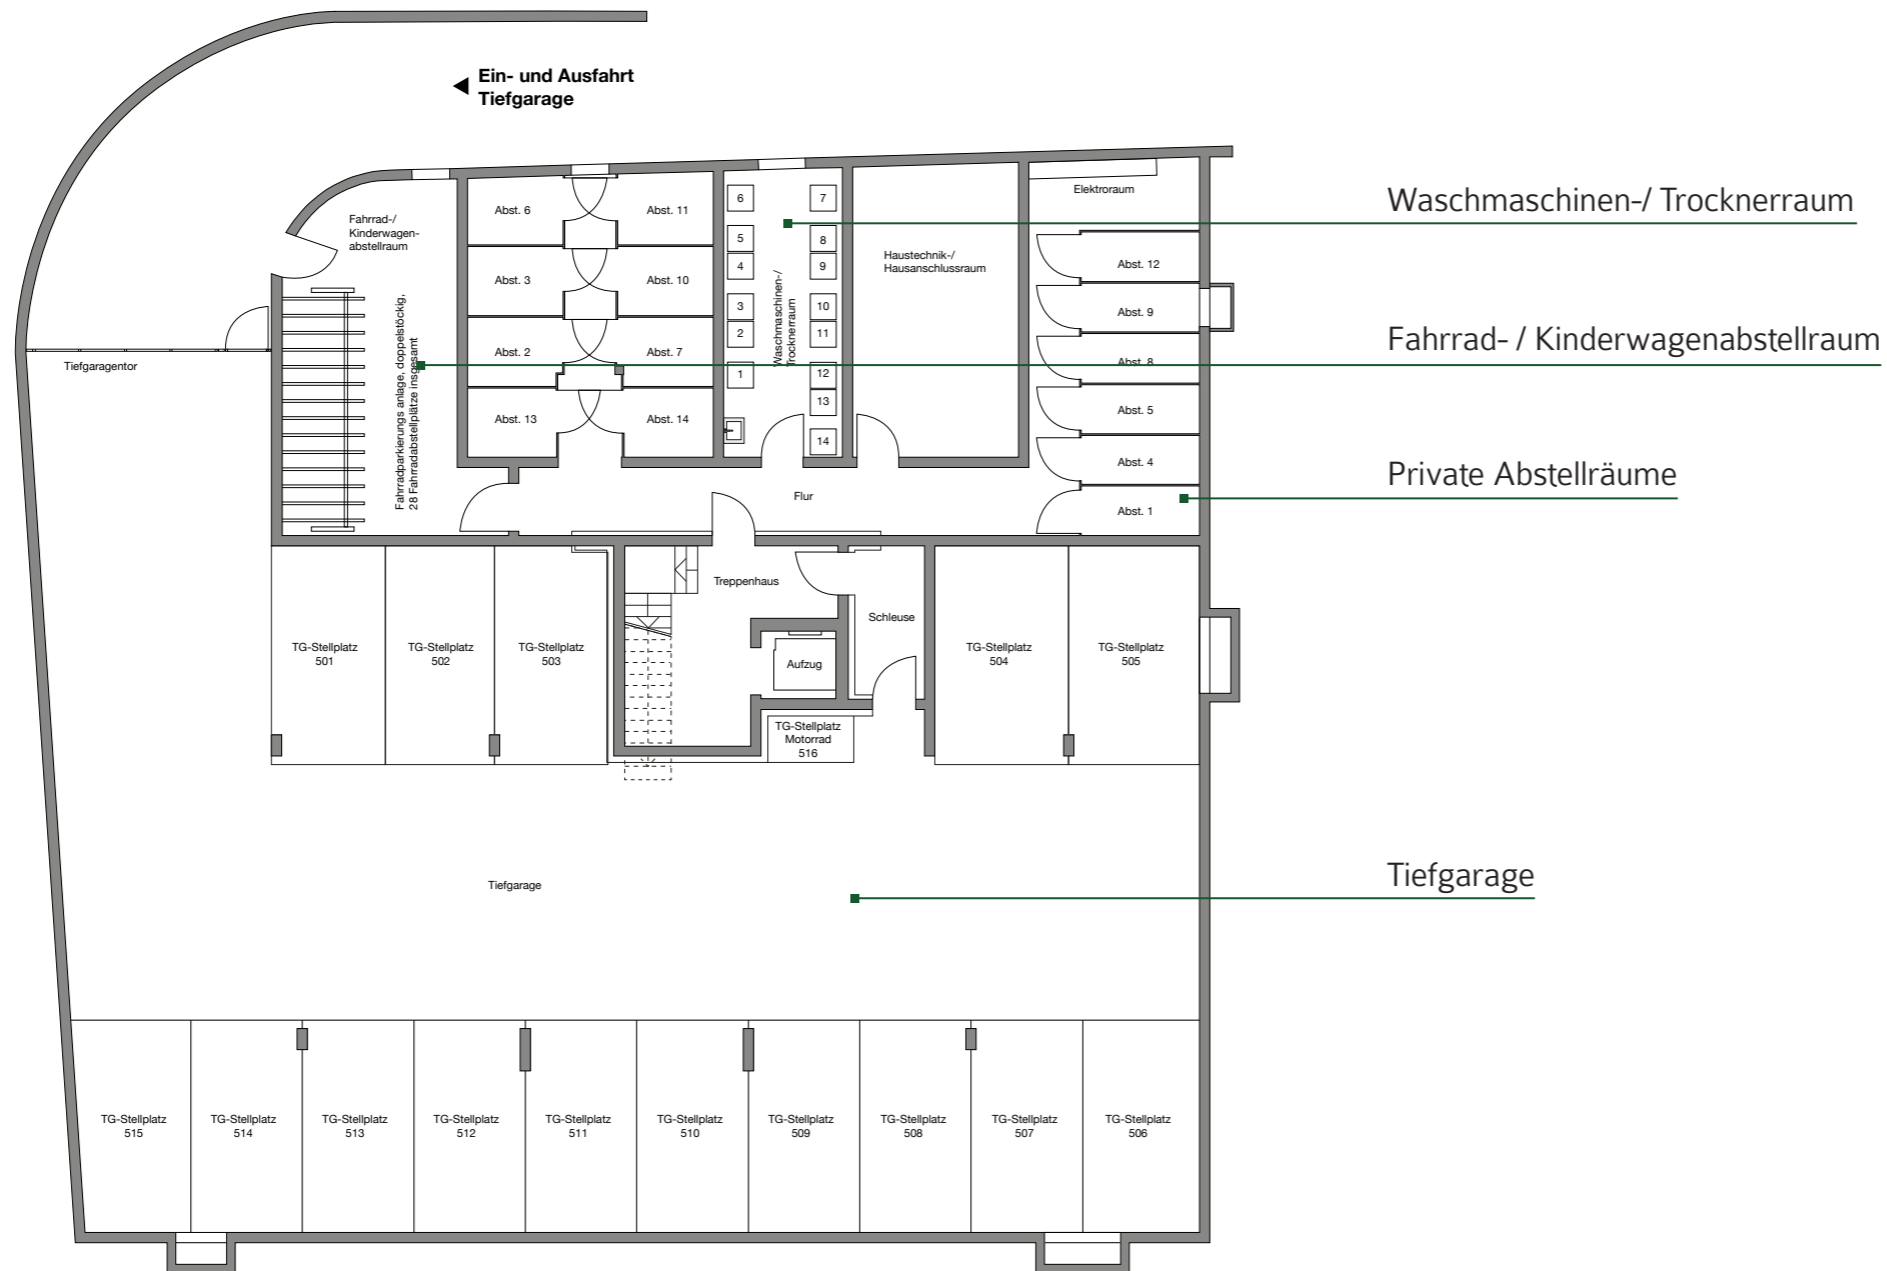 Ein- und Ausfahrt
Tiefgarage
Waschmaschinen-/ Trocknerraum
Fahrrad- / Kinderwagenabstellraum
Private Abstellräume
Tiefgarage
Fahrrad-/
Kinderwagen-
abstellraum
Fahrradparkierungs anlage, doppelstöckig,
28 Fahrradabstellplätze insgesamt
Tiefgaragentor
Abst. 6
Abst. 11
Abst. 3
Abst. 10
Abst. 2
Abst. 7
Abst. 13
Abst. 14
6
7
5
8
4
9
3
10
2
11
1
12
13
14
Waschmaschinen-/
Trocknerraum
Haustechnik-/
Hausanschlussraum
Elektroraum
Abst. 12
Abst. 9
Abst. 8
Abst. 5
Abst. 4
Abst. 1
Flur
Treppenhaus
Schleuse
Aufzug
TG-Stellplatz
501
TG-Stellplatz
502
TG-Stellplatz
503
TG-Stellplatz
504
TG-Stellplatz
505
TG-Stellplatz
Motorrad
516
Tiefgarage
TG-Stellplatz
515
TG-Stellplatz
514
TG-Stellplatz
513
TG-Stellplatz
512
TG-Stellplatz
511
TG-Stellplatz
510
TG-Stellplatz
509
TG-Stellplatz
508
TG-Stellplatz
507
TG-Stellplatz
506